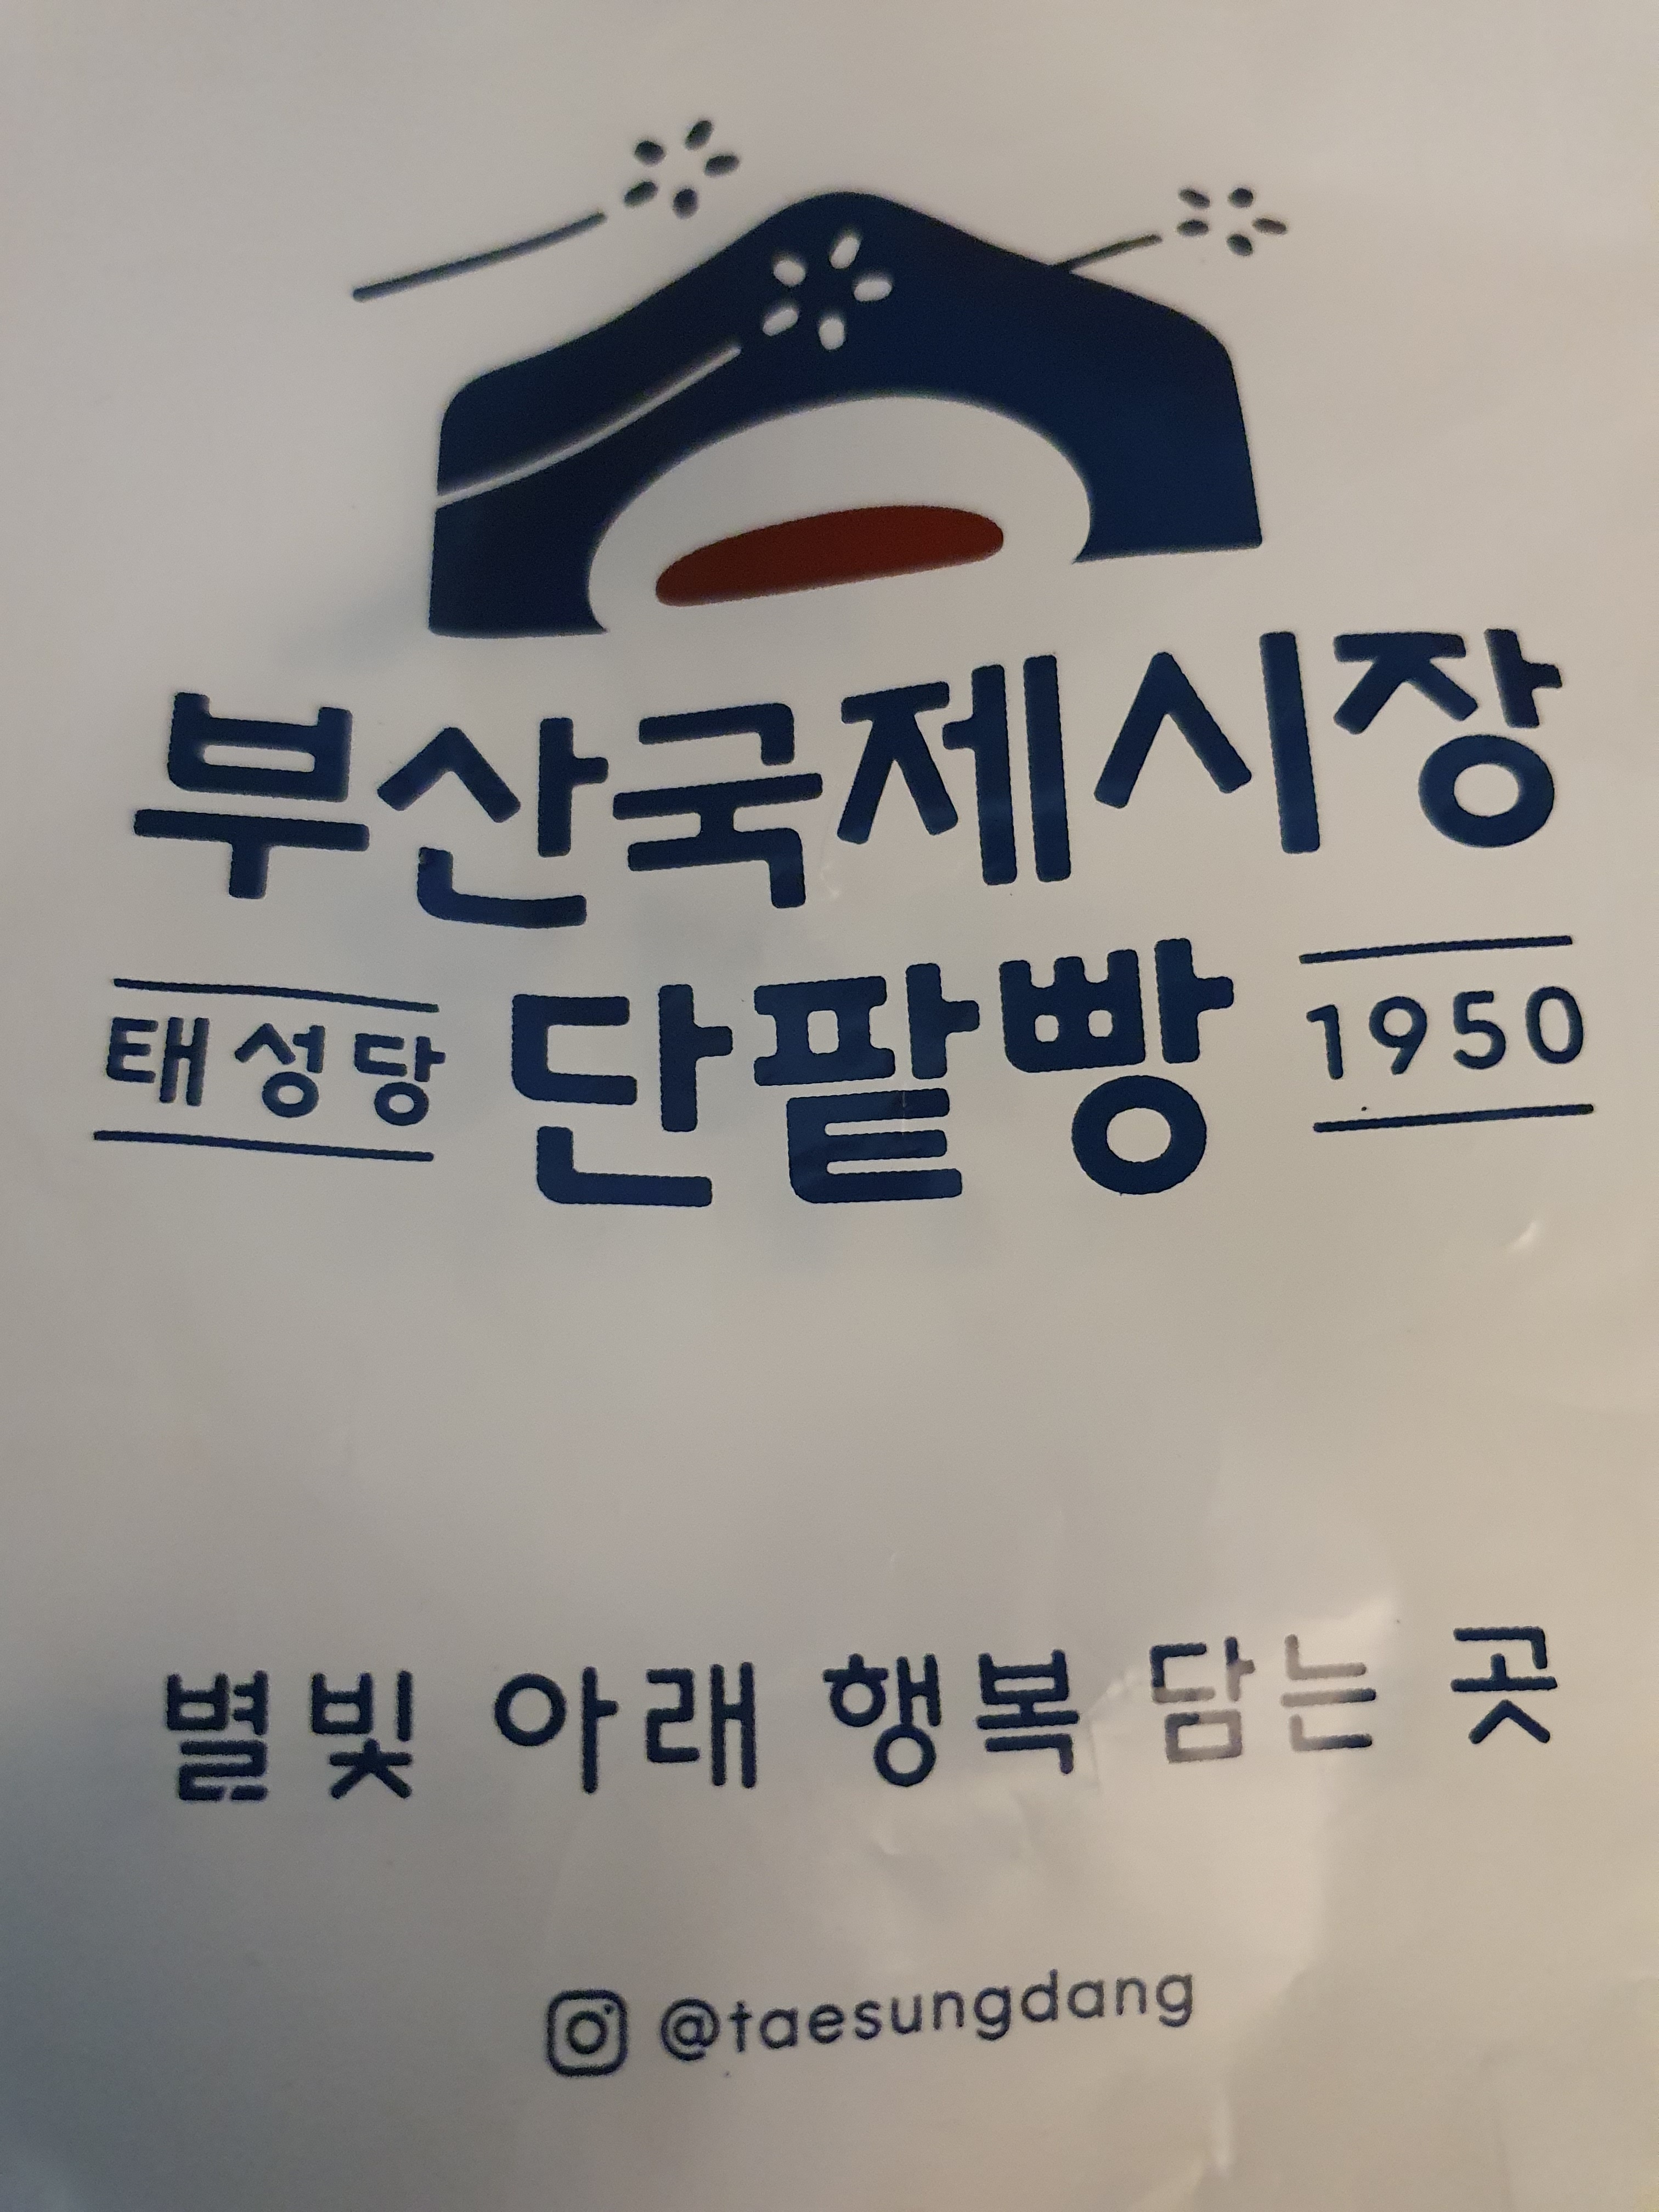 부산국제시장
태성당 단팥빵 1950
별빛 아래 행복 담는 곳
@taesungdang